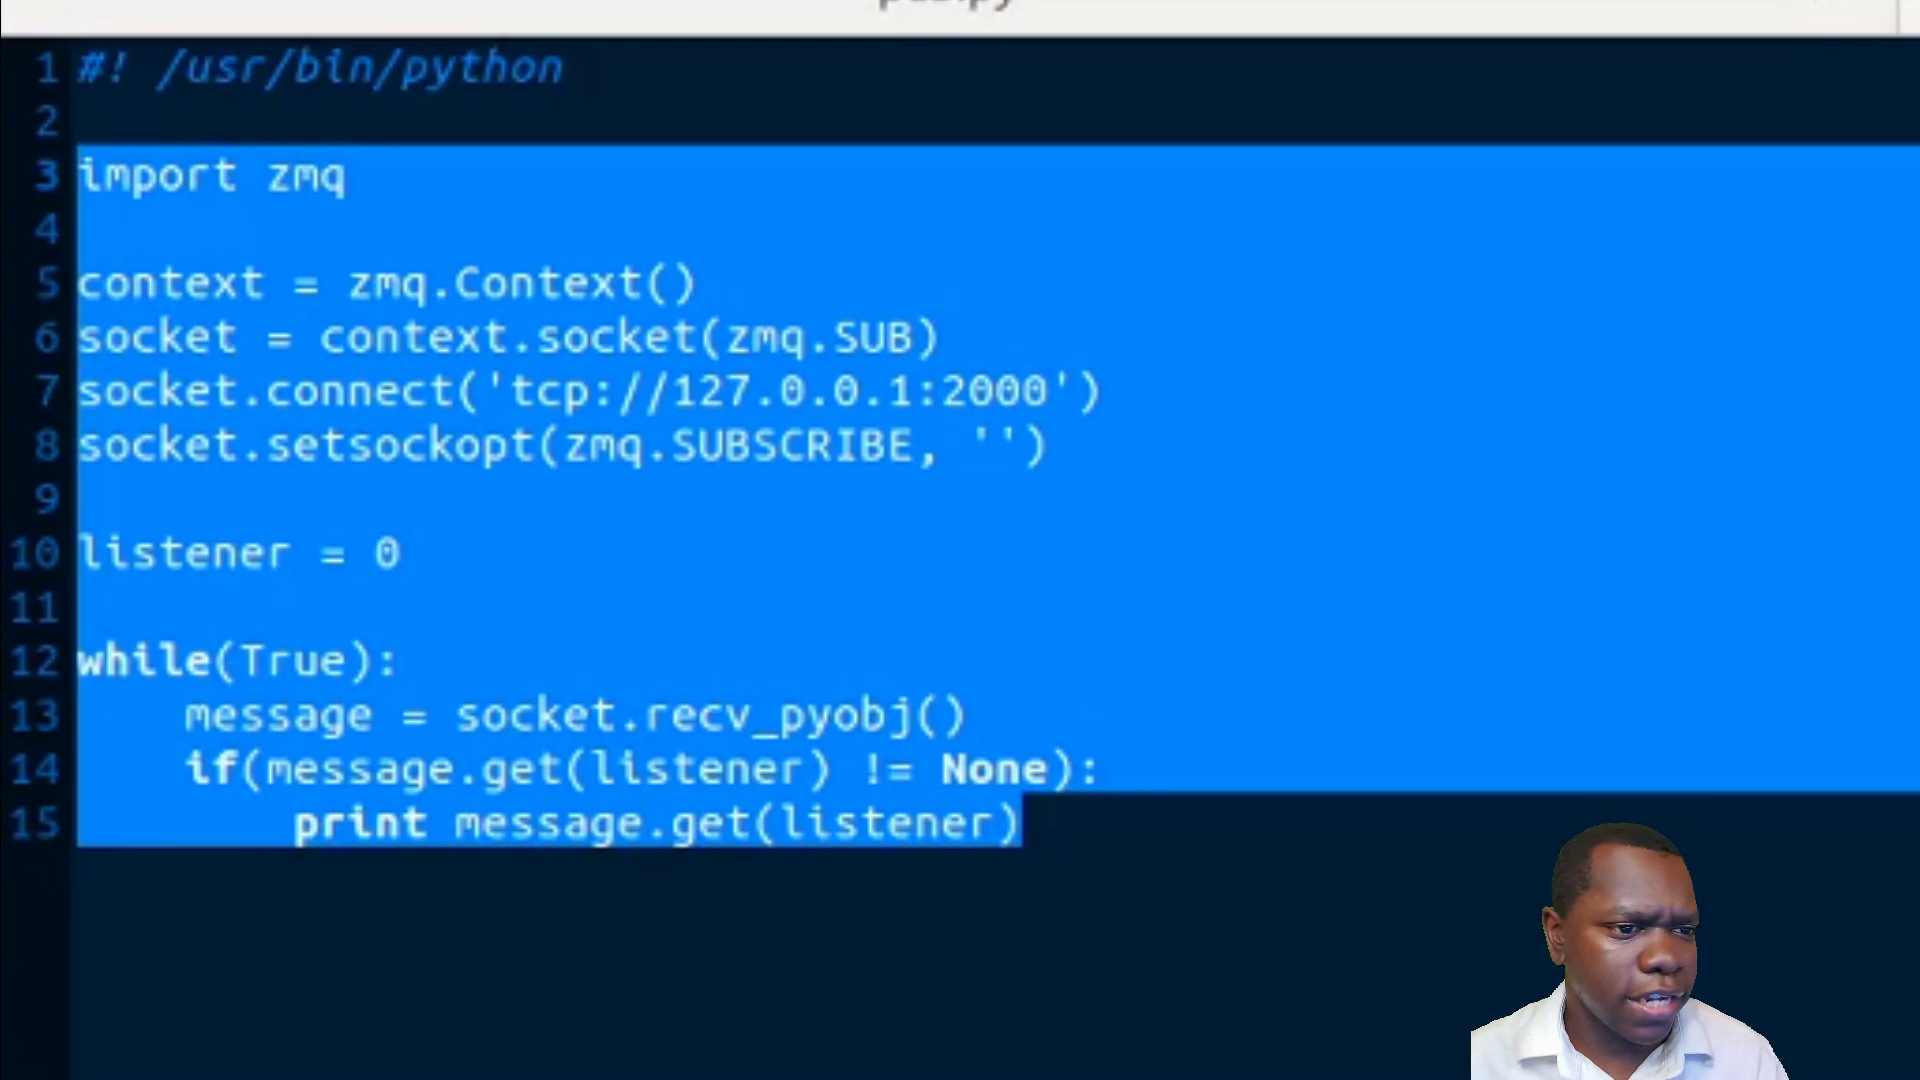 1 #! /usr/bin/python
2
3 import zmq
4
5 context = zmq.Context()
6 socket = context.socket(zmq.SUB)
7 socket.connect('tcp://127.0.0.1:2000')
8 socket.setsockopt(zmq.SUBSCRIBE, '')
9
10 listener = 0
11
12 while(True):
13     message = socket.recv_pyobj()
14     if(message.get(listener) != None):
15         print message.get(listener)